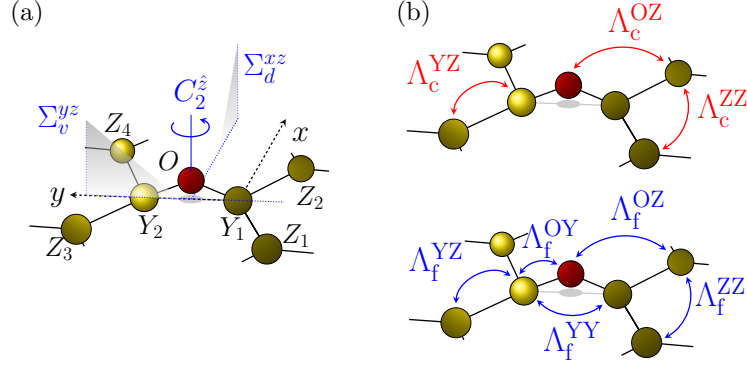 (a)
Σ_v^{yz}
C_2^{ẑ}
Σ_d^{xz}
Z_4
O
x
Z_2
y
Y_2
Y_1
Z_3
Z_1
(b)
Λ_c^{OZ}
Λ_c^{YZ}
Λ_c^{ZZ}
Λ_f^{OZ}
Λ_f^{OY}
Λ_f^{YZ}
Λ_f^{ZZ}
Λ_f^{YY}